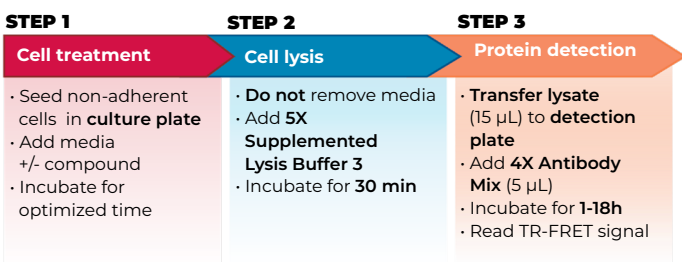 STEP 1
Cell treatment
· Seed non-adherent
cells in culture plate
· Add media
+/- compound
· Incubate for
optimized time
STEP 2
Cell lysis
· Do not remove media
· Add 5X
Supplemented
Lysis Buffer 3
· Incubate for 30 min
STEP 3
Protein detection
· Transfer lysate
(15 µL) to detection
plate
· Add 4X Antibody
Mix (5 µL)
· Incubate for 1-18h
· Read TR-FRET signal